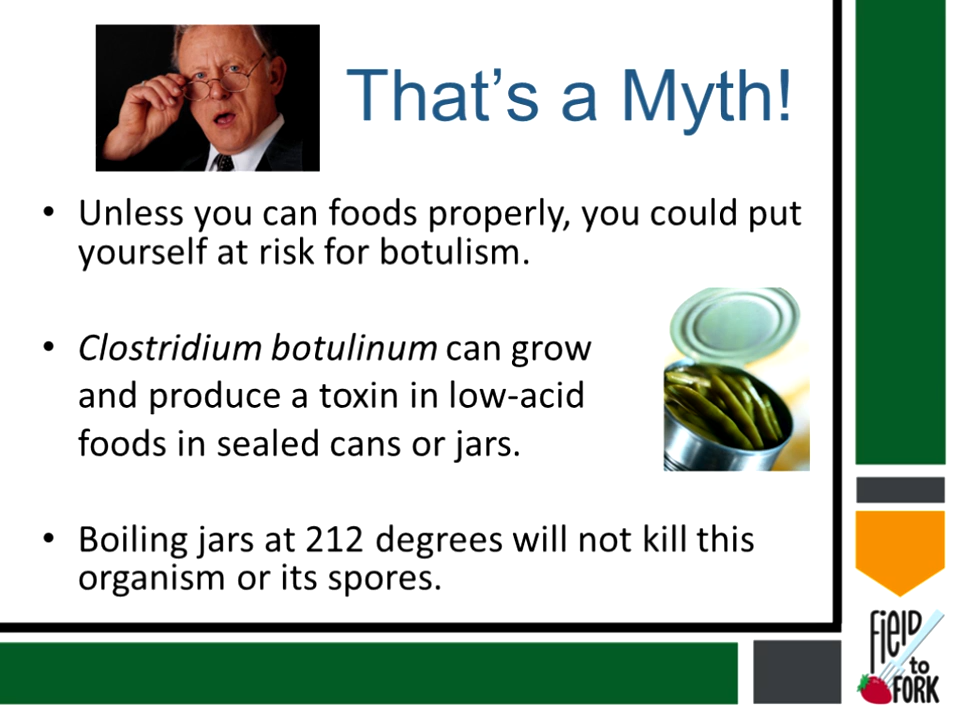 That's a Myth!
• Unless you can foods properly, you could put
yourself at risk for botulism.
• Clostridium botulinum can grow
and produce a toxin in low-acid
foods in sealed cans or jars.
• Boiling jars at 212 degrees will not kill this
organism or its spores.
FiELD
to
FORK